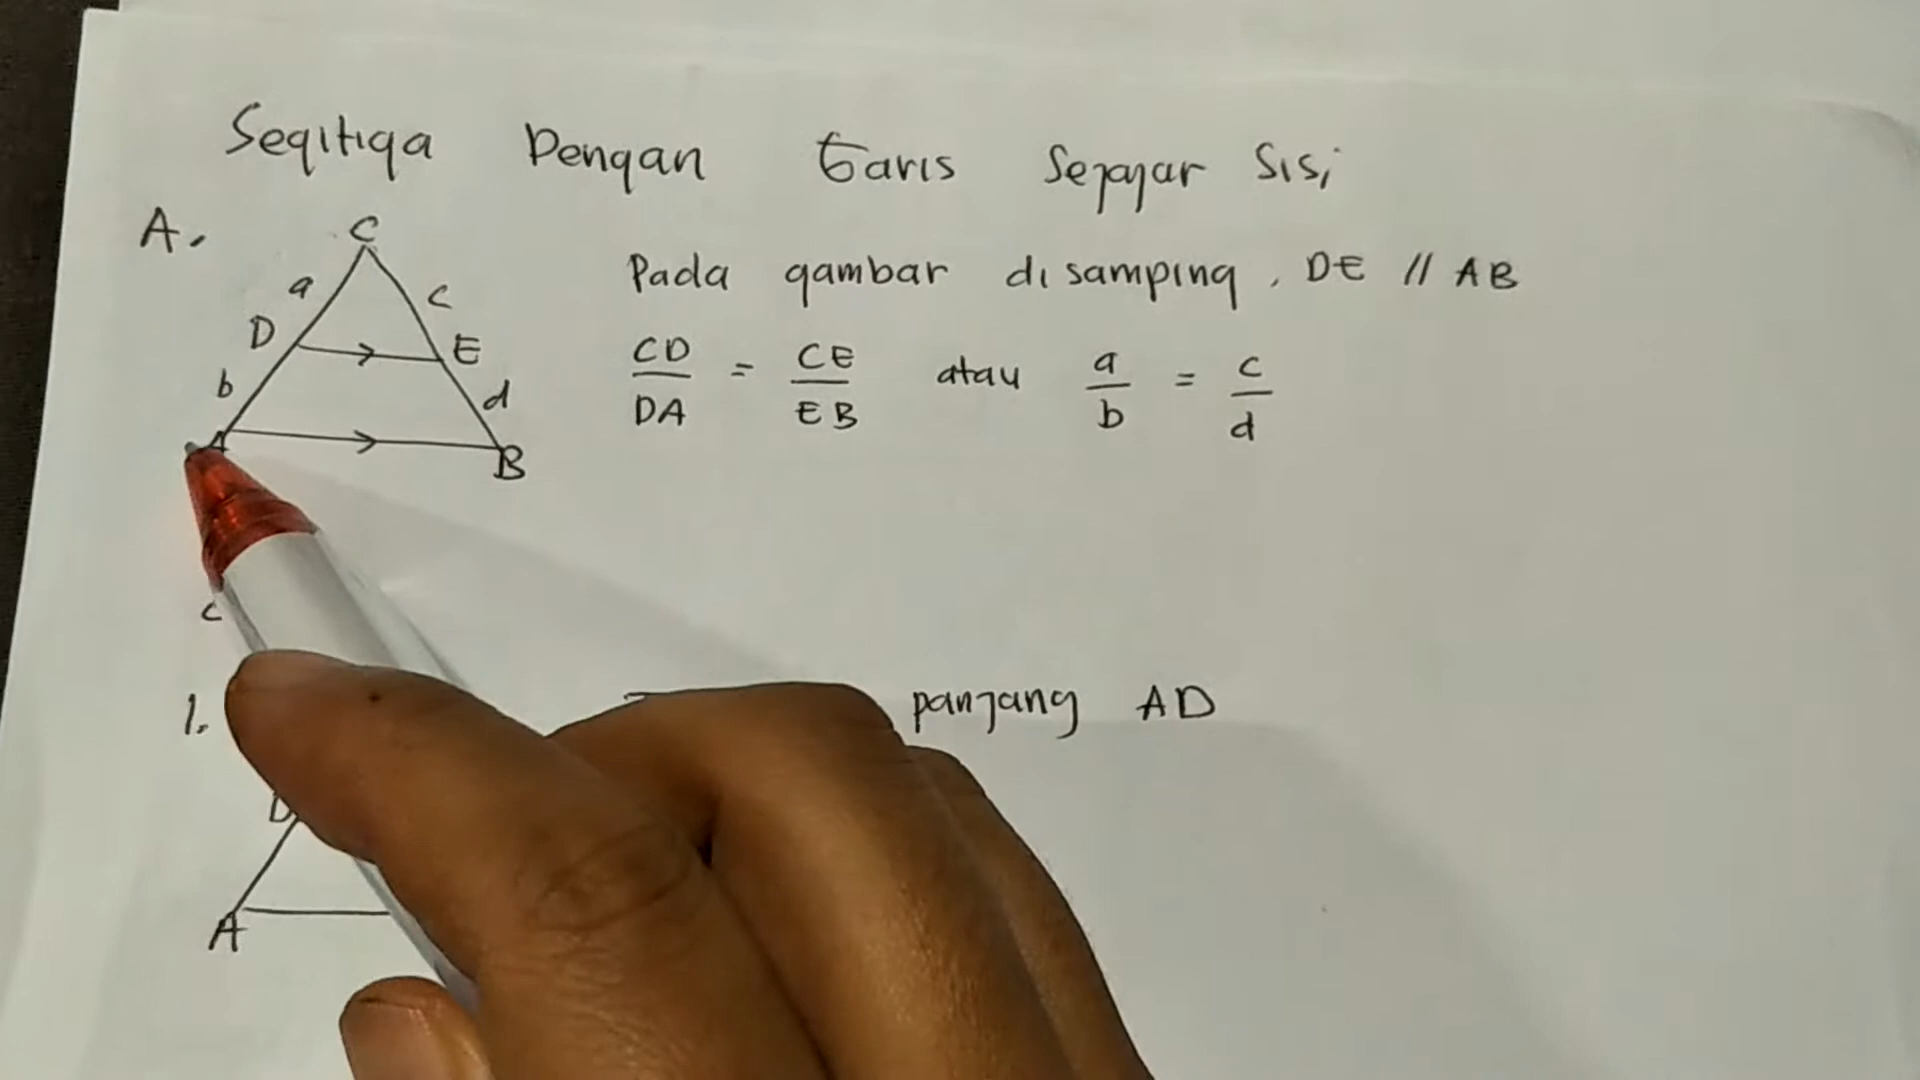 Segitiga Dengan Garis Sejajar Sisi
A.
C
a
c
D
E
b
d
A
B
Pada gambar disamping, DE // AB
CD/DA = CE/EB atau a/b = c/d
C
1.
panjang AD
D
A